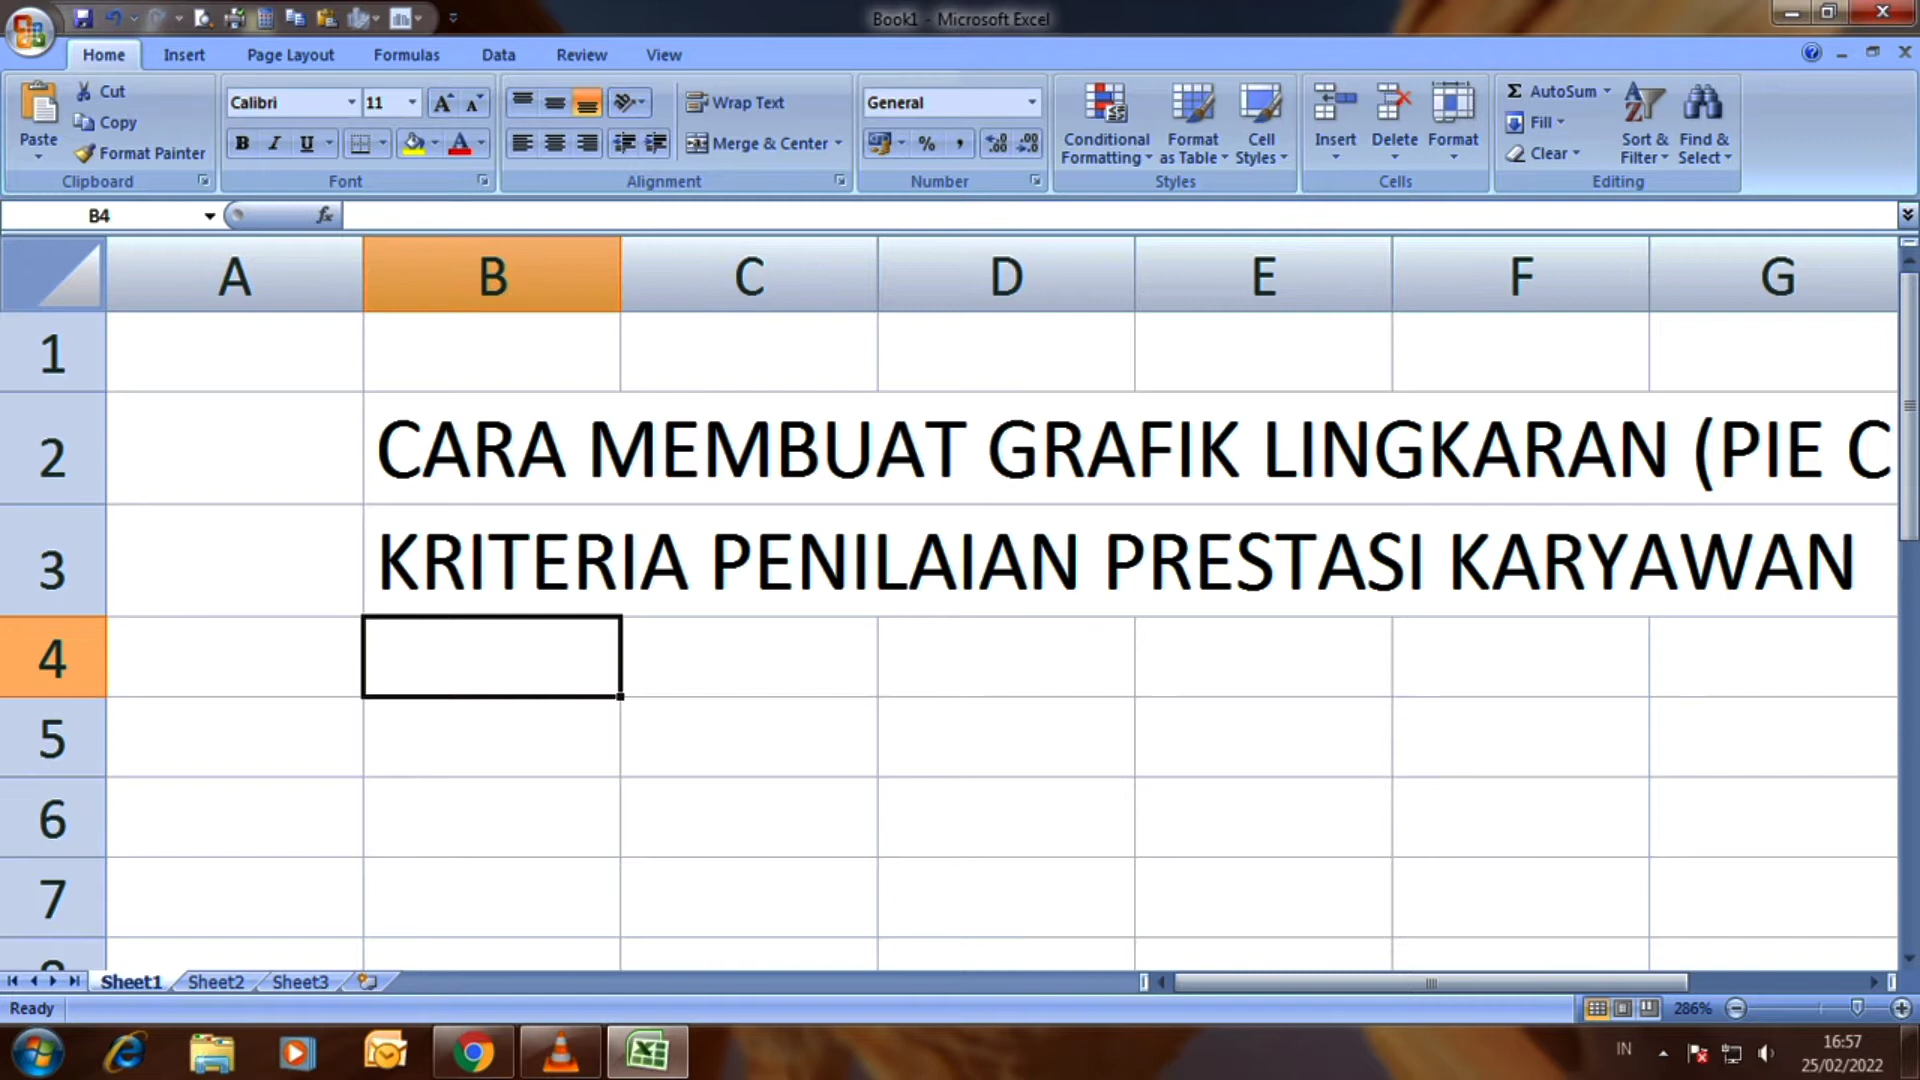 Book1 - Microsoft Excel
Home Insert Page Layout Formulas Data Review View
Paste
Cut
Copy
Format Painter
Clipboard
Calibri 11
B I U
Font
Wrap Text
Merge & Center
Alignment
General
%
Number
Conditional Formatting
Format as Table
Cell Styles
Styles
Insert Delete Format
Cells
Σ AutoSum
Fill
Clear
Sort & Filter
Find & Select
Editing
B4 fx
A B C D E F G
1
2 CARA MEMBUAT GRAFIK LINGKARAN (PIE C
3 KRITERIA PENILAIAN PRESTASI KARYAWAN
4
5
6
7
Sheet1 Sheet2 Sheet3
Ready 286%
IN 16:57
25/02/2022